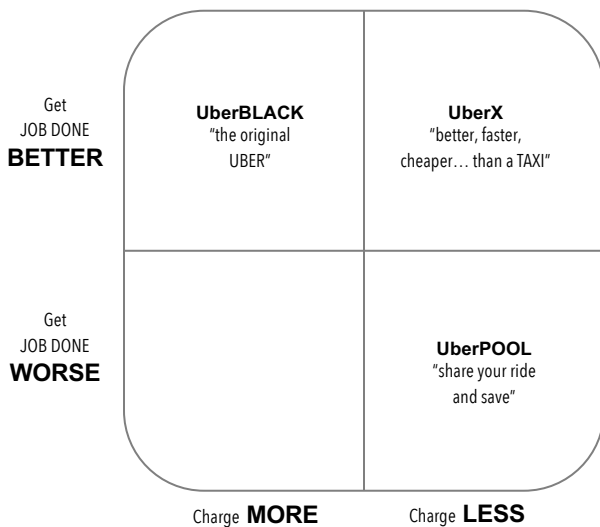 Get
JOB DONE
BETTER
UberBLACK
“the original
UBER”
UberX
“better, faster,
cheaper… than a TAXI”
Get
JOB DONE
WORSE
UberPOOL
“share your ride
and save”
Charge MORE
Charge LESS